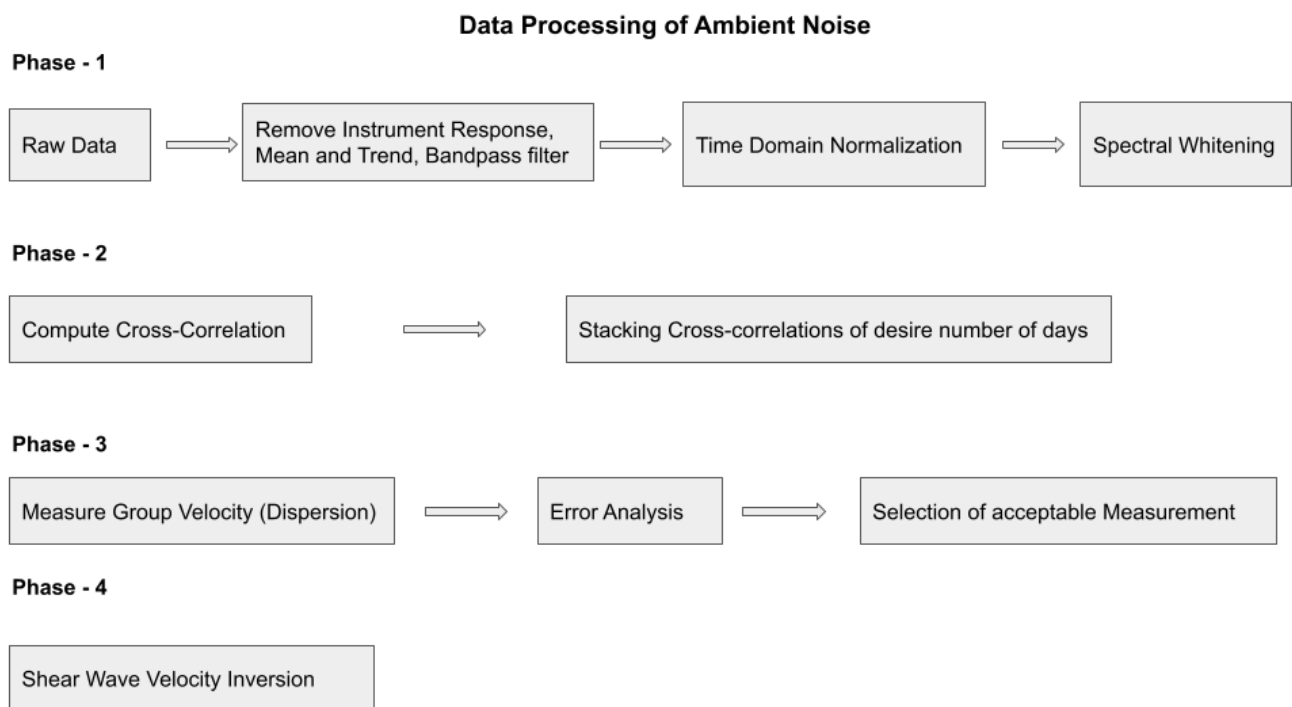 Data Processing of Ambient Noise
Phase - 1
Raw Data
Remove Instrument Response,
Mean and Trend, Bandpass filter
Time Domain Normalization
Spectral Whitening
Phase - 2
Compute Cross-Correlation
Stacking Cross-correlations of desire number of days
Phase - 3
Measure Group Velocity (Dispersion)
Error Analysis
Selection of acceptable Measurement
Phase - 4
Shear Wave Velocity Inversion